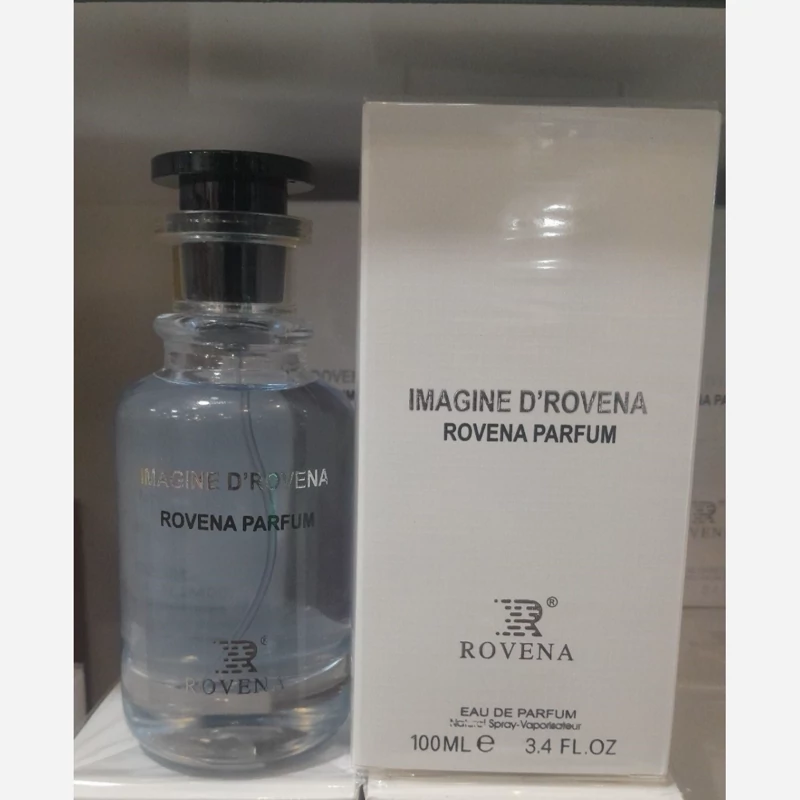 IMAGINE D'ROVENA
ROVENA PARFUM
R®
ROVENA
IMAGINE D'ROVENA
ROVENA PARFUM
R®
ROVENA
EAU DE PARFUM
Natural Spray-Vaporisateur
100ML e 3.4 FL.OZ